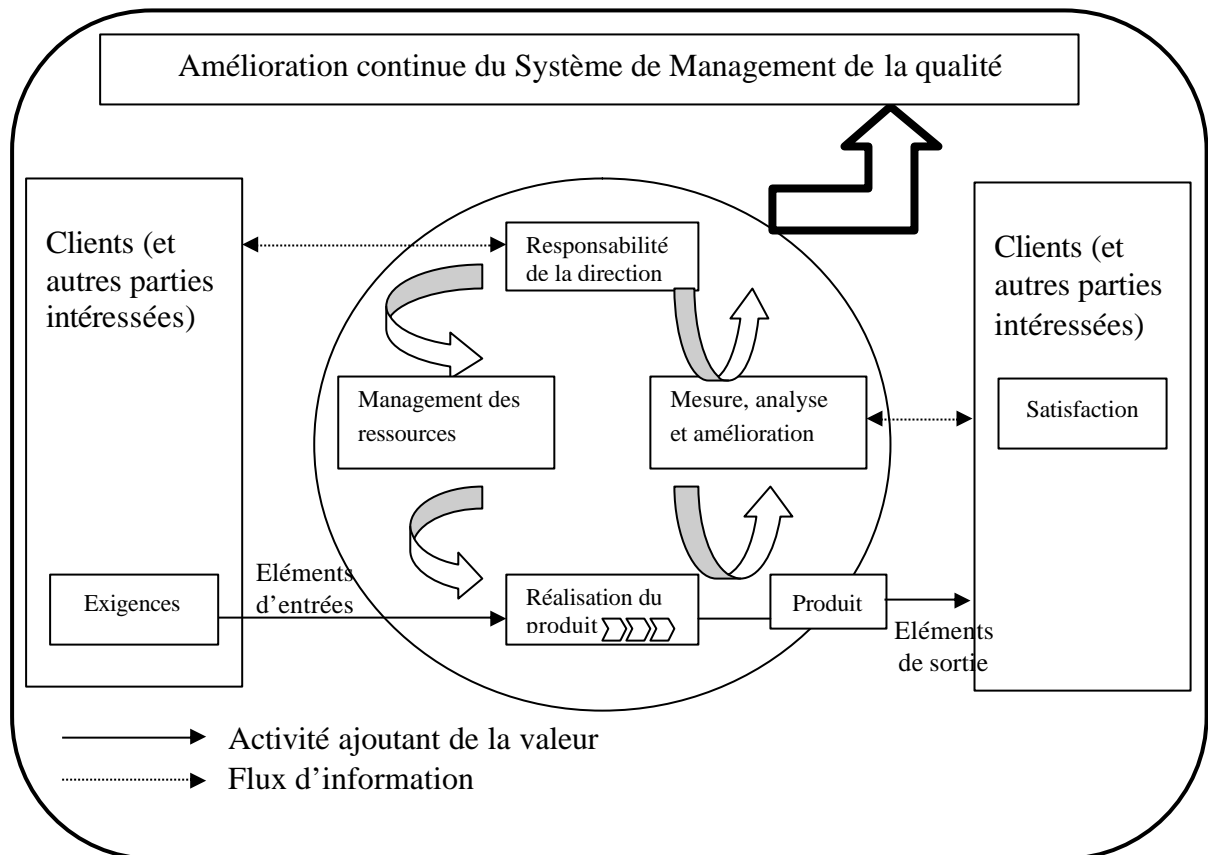 Amélioration continue du Système de Management de la qualité
Clients (et
autres parties
intéressées)
Exigences
Eléments
d’entrées
Responsabilité
de la direction
Management des
ressources
Mesure, analyse
et amélioration
Réalisation du
produit
Produit
Eléments
de sortie
Clients (et
autres parties
intéressées)
Satisfaction
Activité ajoutant de la valeur
Flux d’information